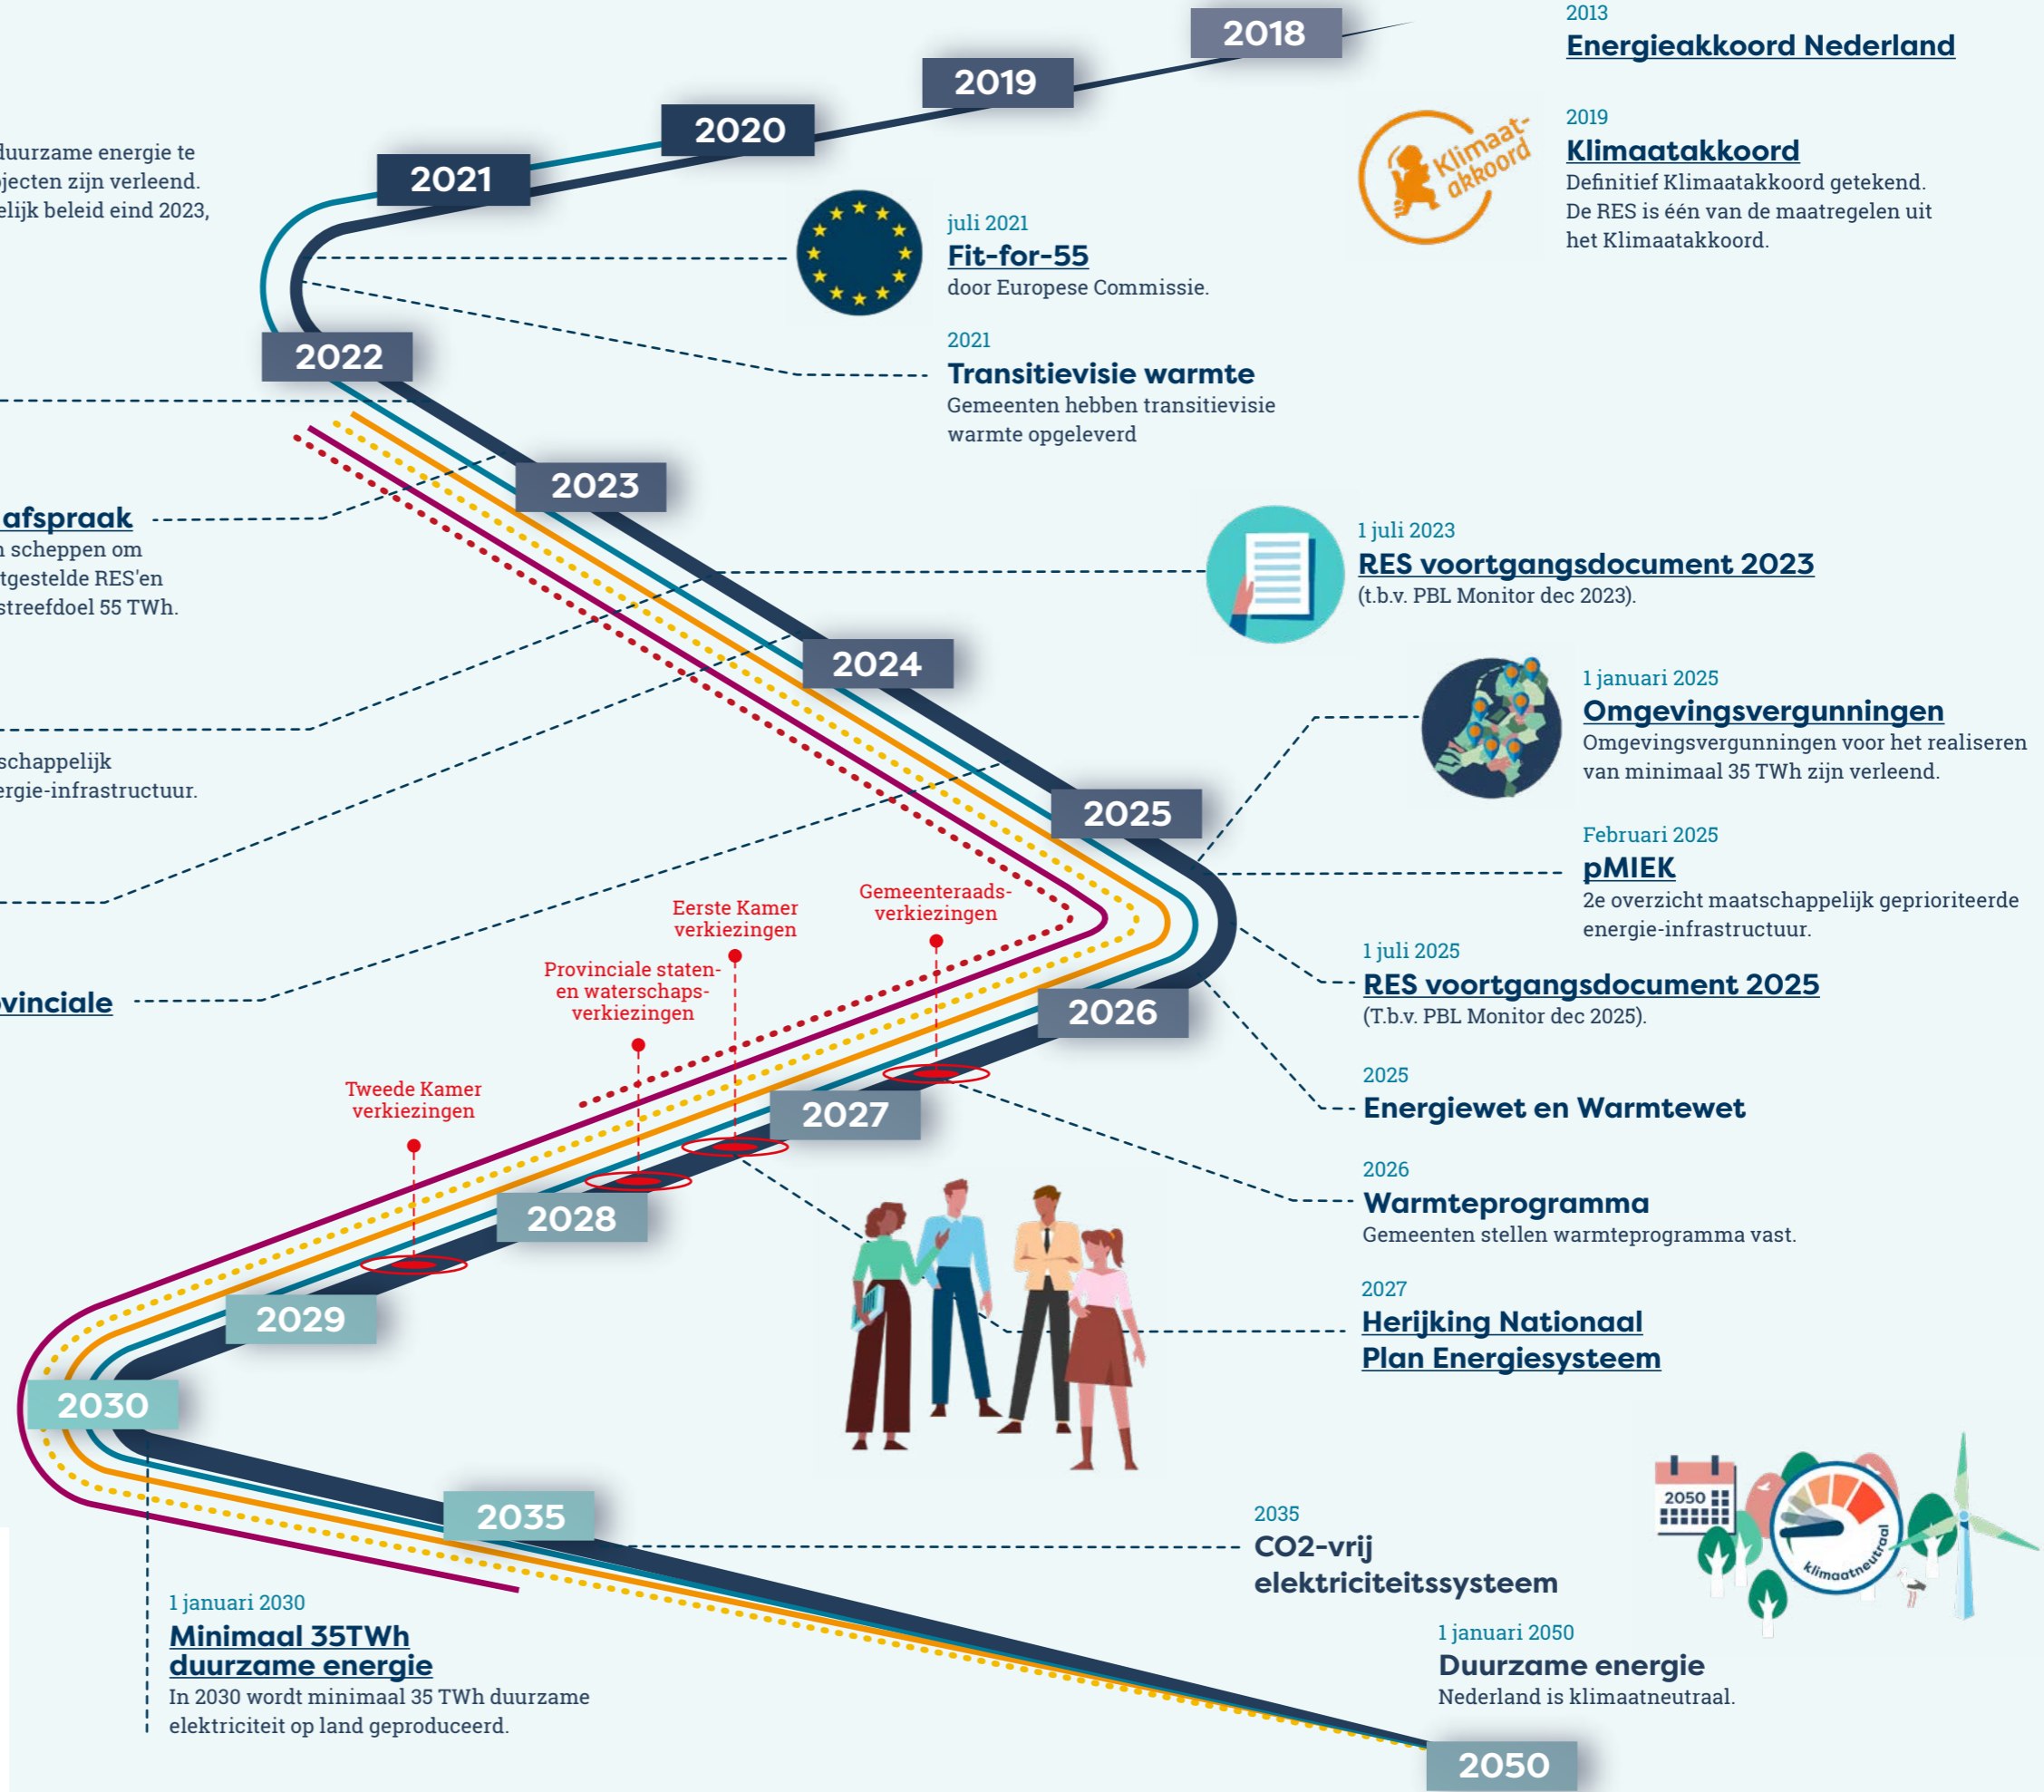 2018
2019
2020
2021
2013
Energieakkoord Nederland
Klimaat-
akkoord
2019
Klimaatakkoord
Definitief Klimaatakkoord getekend.
De RES is één van de maatregelen uit
het Klimaatakkoord.
duurzame energie te
jecten zijn verleend.
elijk beleid eind 2023,
juli 2021
Fit-for-55
door Europese Commissie.
2022
2021
Transitievisie warmte
Gemeenten hebben transitievisie
warmte opgeleverd
2023
afspraak
n scheppen om
tgestelde RES'en
streefdoel 55 TWh.
1 juli 2023
RES voortgangsdocument 2023
(t.b.v. PBL Monitor dec 2023).
2024
1 januari 2025
Omgevingsvergunningen
Omgevingsvergunningen voor het realiseren
van minimaal 35 TWh zijn verleend.
schappelijk
ergie-infrastructuur.
2025
Februari 2025
pMIEK
2e overzicht maatschappelijk geprioriteerde
energie-infrastructuur.
Gemeenteraads-
verkiezingen
Eerste Kamer
verkiezingen
Provinciale staten-
en waterschaps-
verkiezingen
Tweede Kamer
verkiezingen
vinciale
1 juli 2025
RES voortgangsdocument 2025
(T.b.v. PBL Monitor dec 2025).
2026
2025
Energiewet en Warmtewet
2027
2026
Warmteprogramma
Gemeenten stellen warmteprogramma vast.
2028
2027
Herijking Nationaal
Plan Energiesysteem
2029
2030
2035
2035
CO2-vrij
elektriciteitssysteem
2050
klimaatneutraal
1 januari 2030
Minimaal 35TWh
duurzame energie
In 2030 wordt minimaal 35 TWh duurzame
elektriciteit op land geproduceerd.
1 januari 2050
Duurzame energie
Nederland is klimaatneutraal.
2050